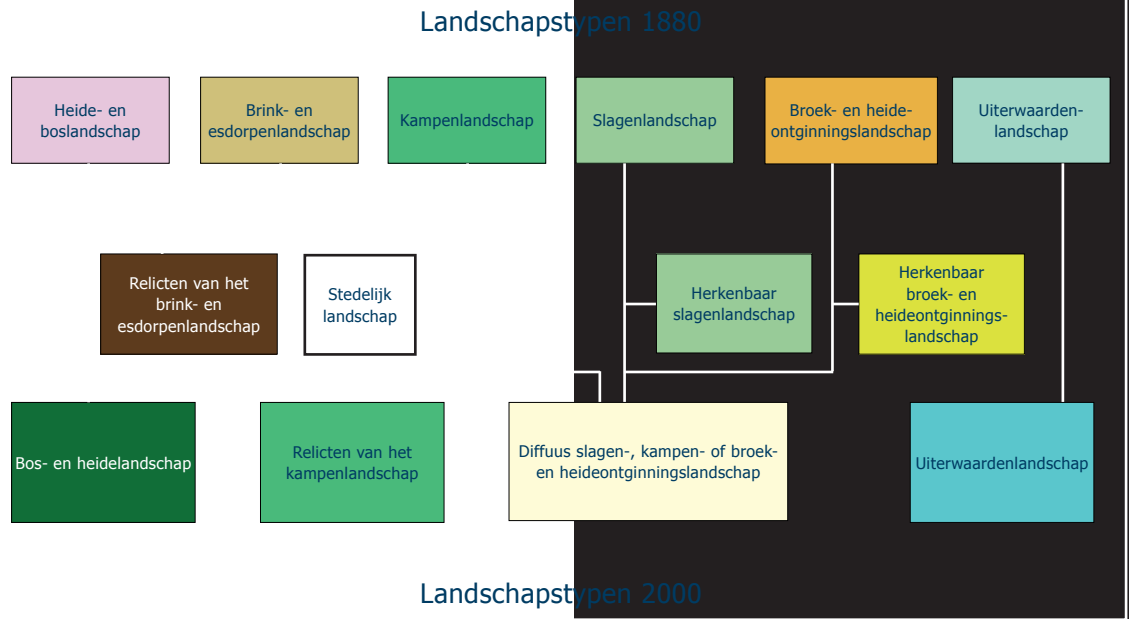 Landschapstypen 1880
Heide- en
boslandschap
Brink- en
esdorpenlandschap
Kampenlandschap
Slagenlandschap
Broek- en heide-
ontginningslandschap
Uiterwaarden-
landschap
Relicten van het
brink- en
esdorpenlandschap
Stedelijk
landschap
Herkenbaar
slagenlandschap
Herkenbaar
broek- en
heideontginnings-
landschap
Bos- en heidelandschap
Relicten van het
kampenlandschap
Diffuus slagen-, kampen- of broek-
en heideontginningslandschap
Uiterwaardenlandschap
Landschapstypen 2000